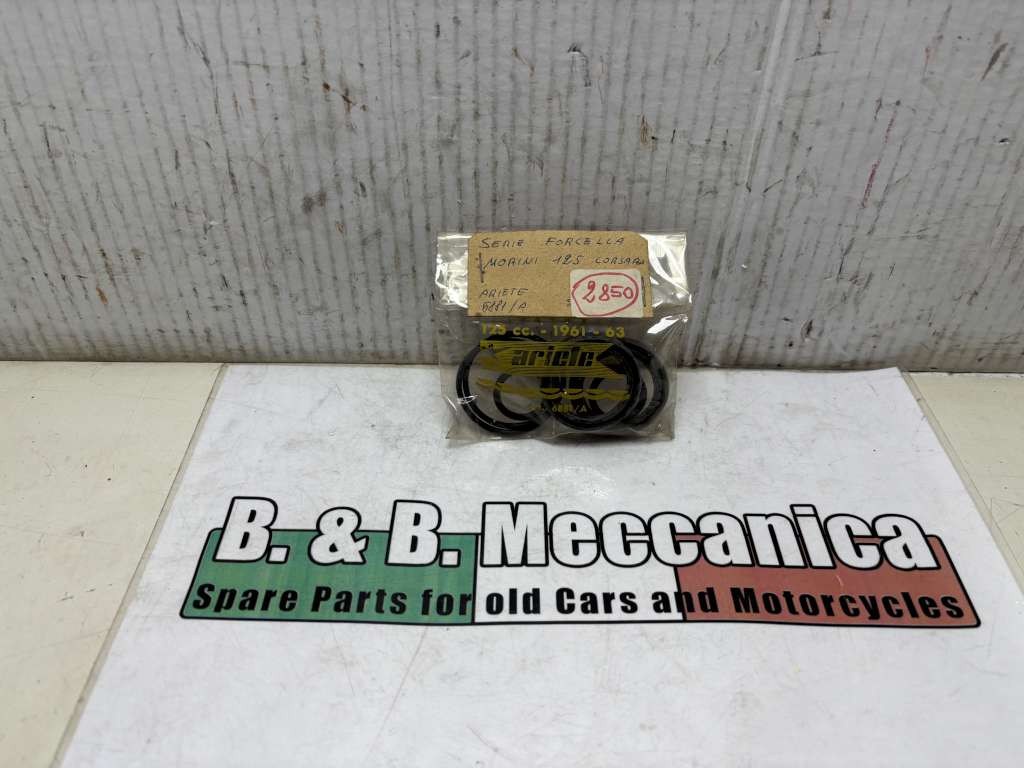 SERIE FORCELLA
MORINI 125 CORSARO
ARIETE
6881/A
2850
125 cc. - 1961 - 63
ariete
6881/A
B. & B. Meccanica
Spare Parts for old Cars and Motorcycles